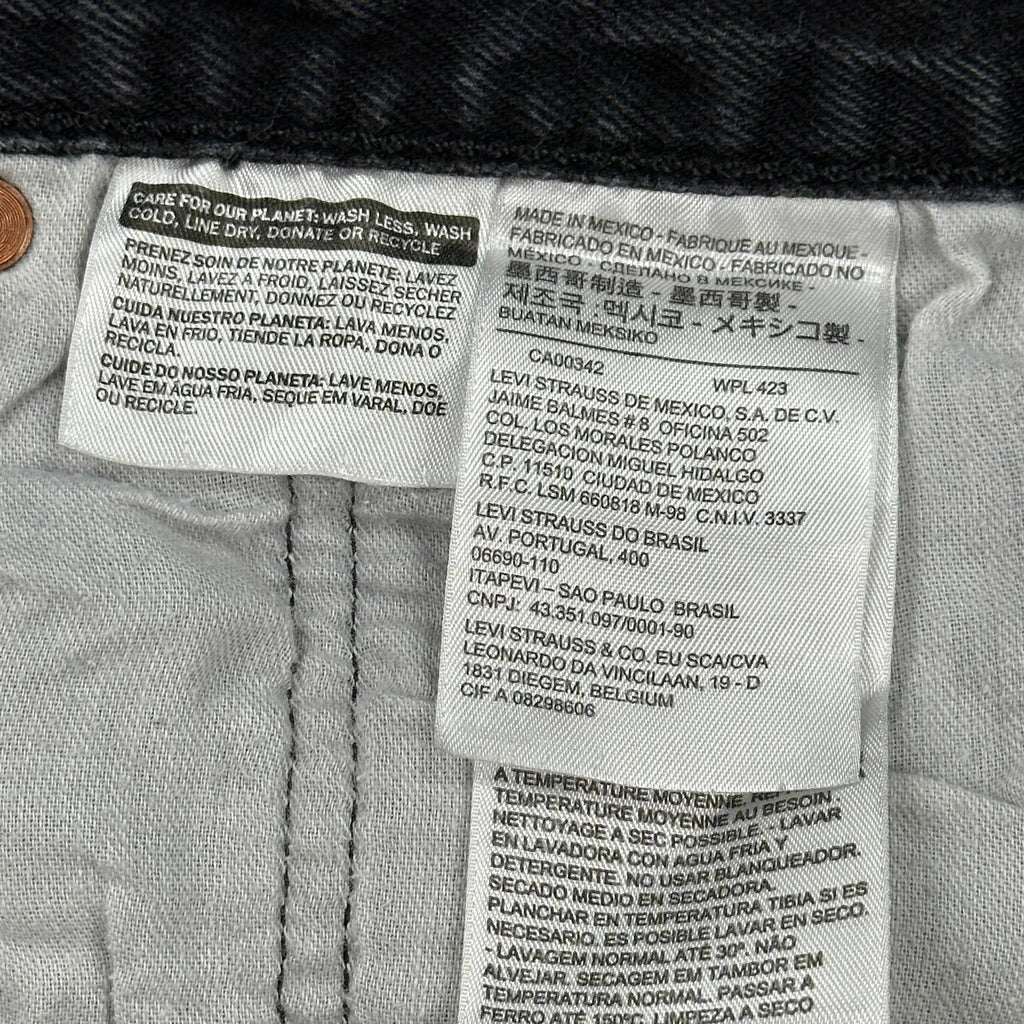 CARE FOR OUR PLANET: WASH LESS, WASH
COLD, LINE DRY, DONATE OR RECYCLE
PRENEZ SOIN DE NOTRE PLANETE: LAVEZ
MOINS, LAVEZ À FROID, LAISSEZ SECHER
NATURELLEMENT, DONNEZ OU RECYCLEZ
CUIDA NUESTRO PLANETA: LAVA MENOS,
LAVA EN FRIO, TIENDE LA ROPA, DONA O
RECICLA.
CUIDE DO NOSSO PLANETA: LAVE MENOS,
LAVE EM ÁGUA FRIA, SEQUE EM VARAL, DOE
OU RECICLE.
MADE IN MEXICO - FABRIQUE AU MEXIQUE -
FABRICADO EN MÉXICO - FABRICADO NO
MÉXICO - СДЕЛАНО В МЕКСИКЕ -
墨西哥制造 - 墨西哥製 -
제조국 : 멕시코 - メキシコ製 -
BUATAN MEKSIKO
CA00342 WPL 423
LEVI STRAUSS DE MEXICO, S.A. DE C.V.
JAIME BALMES # 8 OFICINA 502
COL. LOS MORALES POLANCO
DELEGACION MIGUEL HIDALGO
C.P. 11510 CIUDAD DE MEXICO
R.F.C. LSM 660818 M-98 C.N.I.V. 3337
LEVI STRAUSS DO BRASIL
AV. PORTUGAL, 400
06690-110
ITAPEVI – SAO PAULO BRASIL
CNPJ: 43.351.097/0001-90
LEVI STRAUSS & CO. EU SCA/CVA
LEONARDO DA VINCILAAN, 19 - D
1831 DIEGEM, BELGIUM
CIF A 08298606
A TEMPERATURE MOYENNE.
TEMPERATURE MOYENNE AU BESOIN.
NETTOYAGE A SEC POSSIBLE. - LAVAR
EN LAVADORA CON AGUA FRIA Y
DETERGENTE. NO USAR BLANQUEADOR.
SECADO MEDIO EN SECADORA.
PLANCHAR EN TEMPERATURA TIBIA SI ES
NECESARIO. ES POSIBLE LAVAR EN SECO.
- LAVAGEM NORMAL ATÉ 30º. NÃO
ALVEJAR. SECAGEM EM TAMBOR EM
TEMPERATURA NORMAL. PASSAR A
FERRO ATÉ 150°C. LIMPEZA A SECO